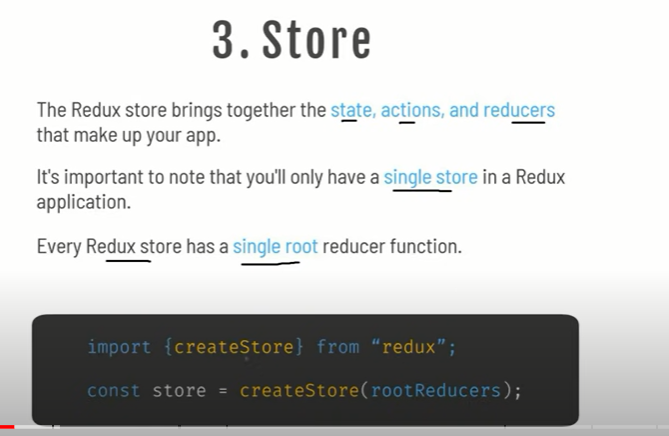 3. Store
The Redux store brings together the state, actions, and reducers
that make up your app.
It's important to note that you'll only have a single store in a Redux
application.
Every Redux store has a single root reducer function.
import {createStore} from “redux”;
const store = createStore(rootReducers);